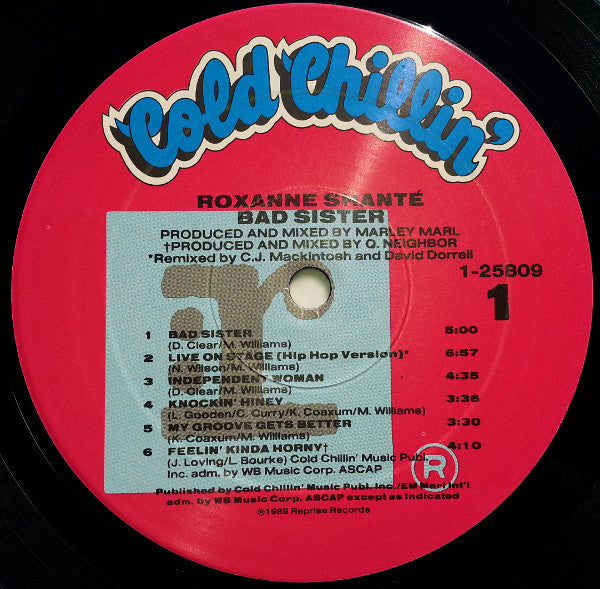 Cold Chillin'
ROXANNE SHANTÉ
BAD SISTER
PRODUCED AND MIXED BY MARLEY MARL
†PRODUCED AND MIXED BY Q. NEIGHBOR
*Remixed by C.J. Mackintosh and David Dorrell
1-25809
1
1 BAD SISTER 5:00
(D. Clear/M. Williams)
2 LIVE ON STAGE (Hip Hop Version)* 6:57
(N. Wilson/M. Williams)
3 INDEPENDENT WOMAN 4:35
(D. Clear/M. Williams)
4 KNOCKIN' HINEY 3:36
(L. Gooden/C. Curry/K. Coaxum/M. Williams)
5 MY GROOVE GETS BETTER 3:30
(K. Coaxum/M. Williams)
6 FEELIN' KINDA HORNY† 4:10
(J. Loving/L. Bourke) Cold Chillin' Music Publ.
Inc. adm. by WB Music Corp. ASCAP
r
R
Published by Cold Chillin' Music Publ. Inc./EM Marl Int'l
adm. by WB Music Corp. ASCAP except as indicated
℗1989 Reprise Records